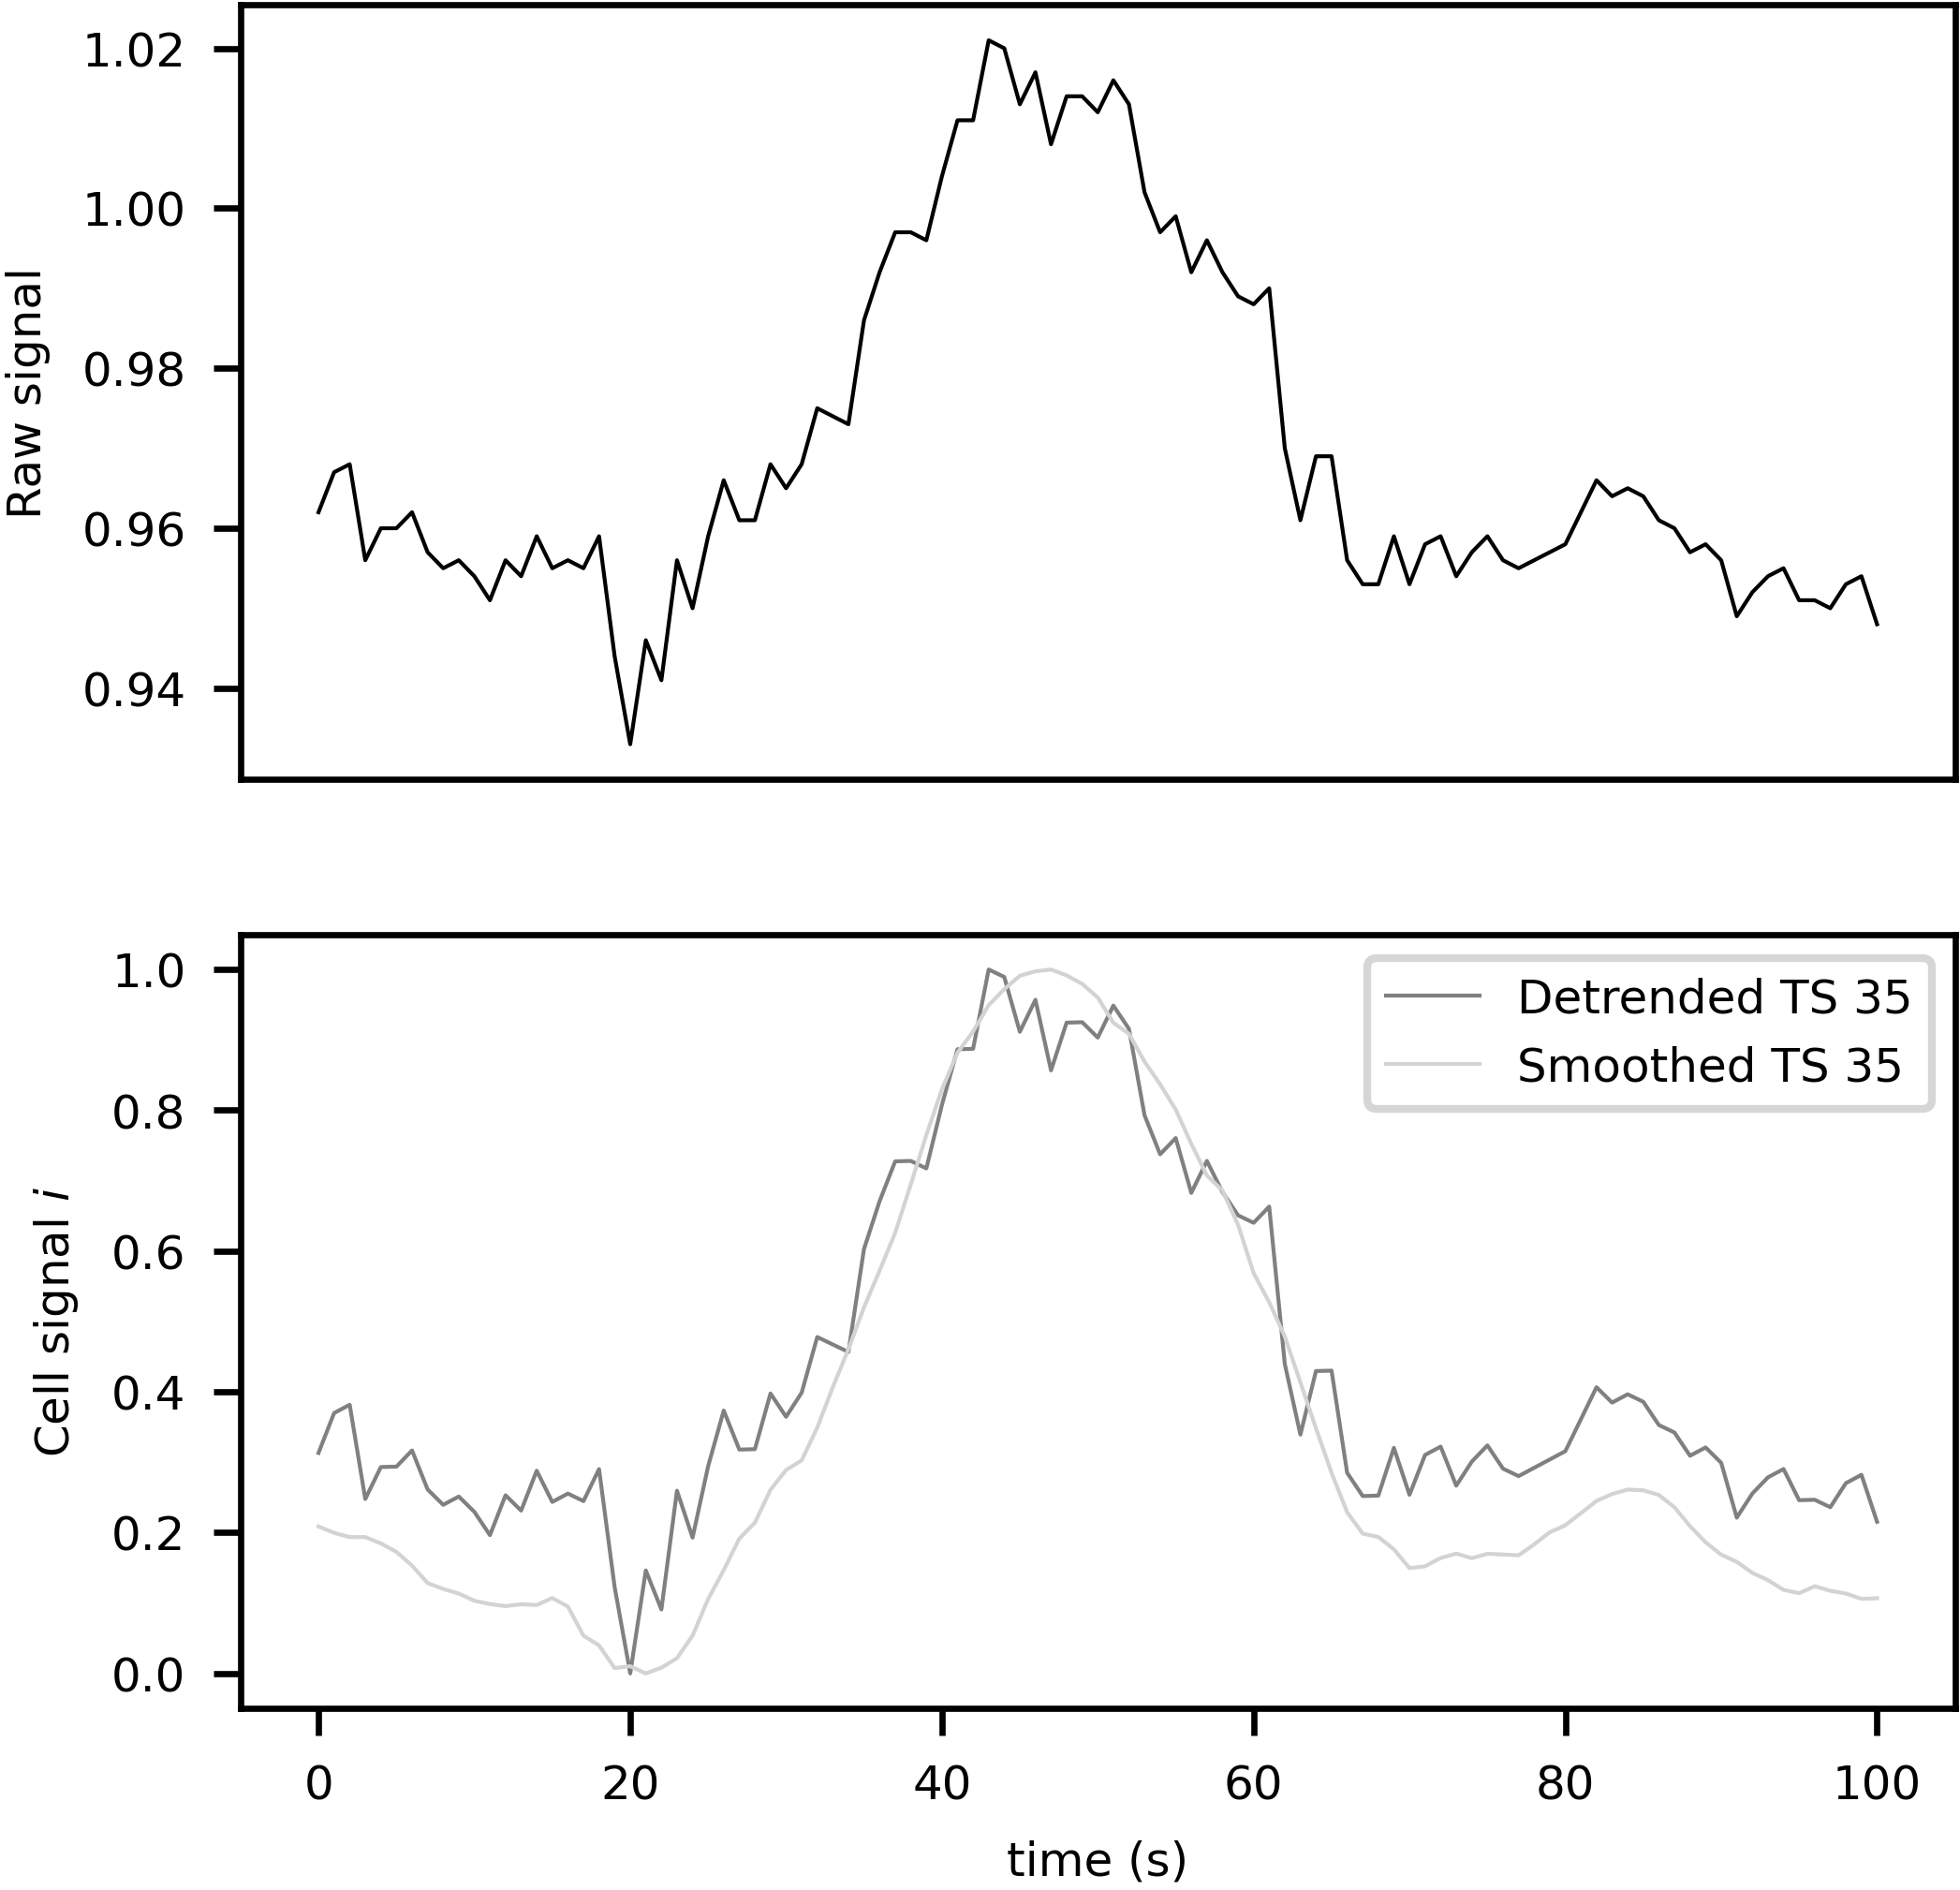 1.02
1.00
0.98
0.96
0.94
Raw signal
1.0
0.8
0.6
0.4
0.2
0.0
Cell signal i
Detrended TS 35
Smoothed TS 35
0 20 40 60 80 100
time (s)